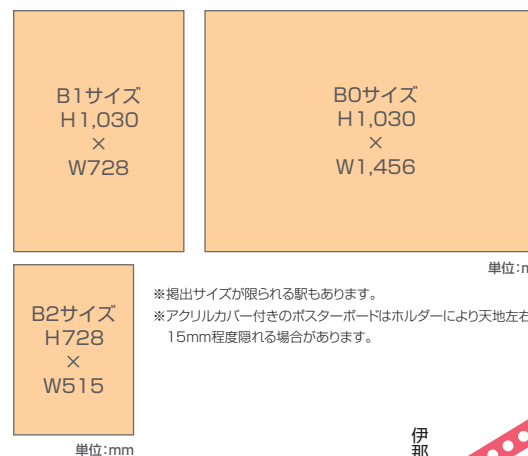 B1サイズ
H1,030
×
W728
B0サイズ
H1,030
×
W1,456
単位:m
B2サイズ
H728
×
W515
単位:mm
※掲出サイズが限られる駅もあります。
※アクリルカバー付きのポスターボードはホルダーにより天地左右
15mm程度隠れる場合があります。
伊那